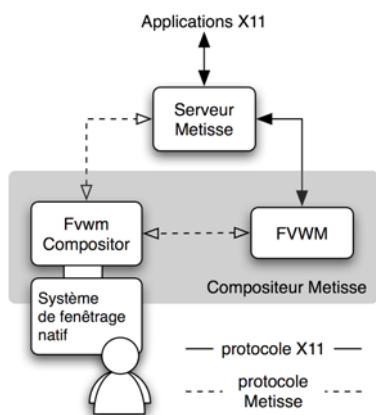 Applications X11
Serveur
Metisse
Fvwm
Compositor
FVWM
Compositeur Metisse
Système
de fenêtrage
natif
protocole X11
protocole
Metisse